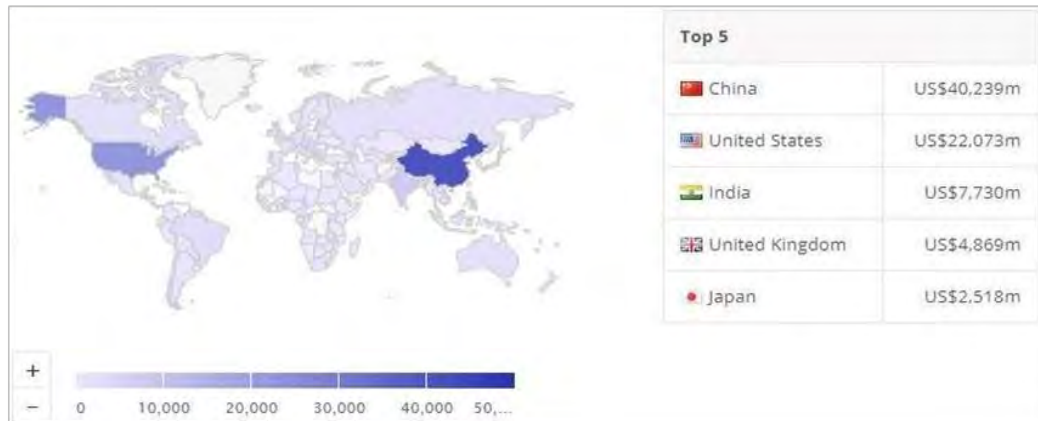 Top 5
China US$40,239m
United States US$22,073m
India US$7,730m
United Kingdom US$4,869m
Japan US$2,518m
+
−
0 10,000 20,000 30,000 40,000 50,...